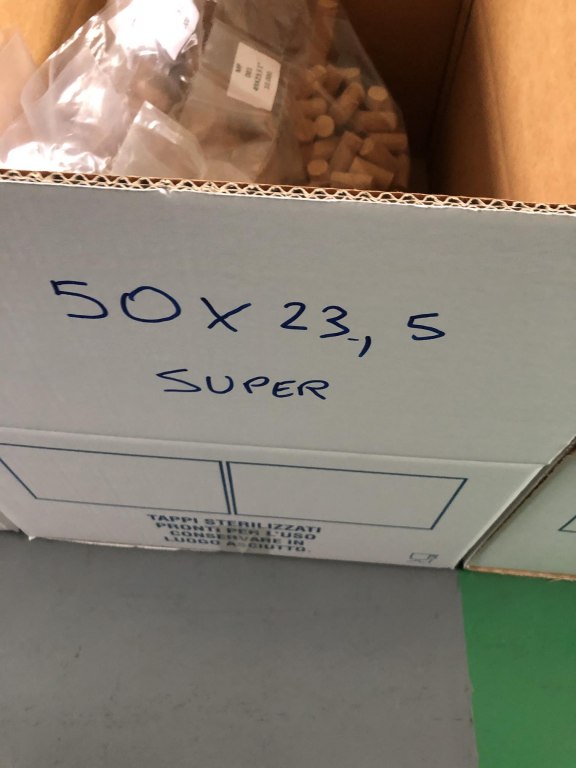 50 x 23, 5
SUPER
TAPPI STERILIZZATI
PRONTI PER L'USO
CONSERVARE IN
LUOGO ASCIUTTO.